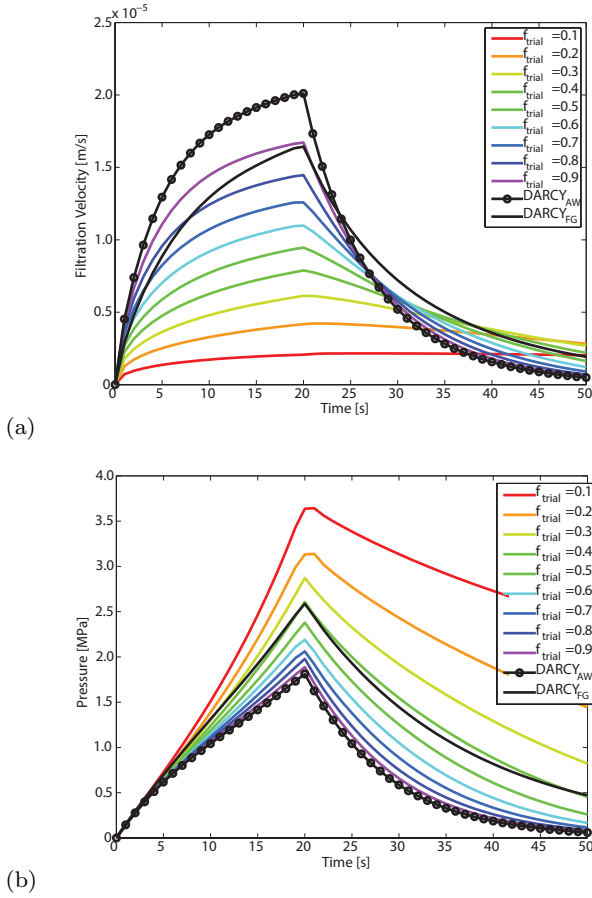 x 10⁻⁵
2.5
2.0
1.5
1.0
0.5
0
Filtration Velocity [m/s]
0 5 10 15 20 25 30 35 40 45 50
Time [s]
f_trial =0.1
f_trial =0.2
f_trial =0.3
f_trial =0.4
f_trial =0.5
f_trial =0.6
f_trial =0.7
f_trial =0.8
f_trial =0.9
DARCY_AW
DARCY_FG
(a)
4.0
3.5
3.0
2.5
2.0
1.5
1.0
0.5
0
Pressure [MPa]
0 5 10 15 20 25 30 35 40 45 50
Time [s]
f_trial =0.1
f_trial =0.2
f_trial =0.3
f_trial =0.4
f_trial =0.5
f_trial =0.6
f_trial =0.7
f_trial =0.8
f_trial =0.9
DARCY_AW
DARCY_FG
(b)